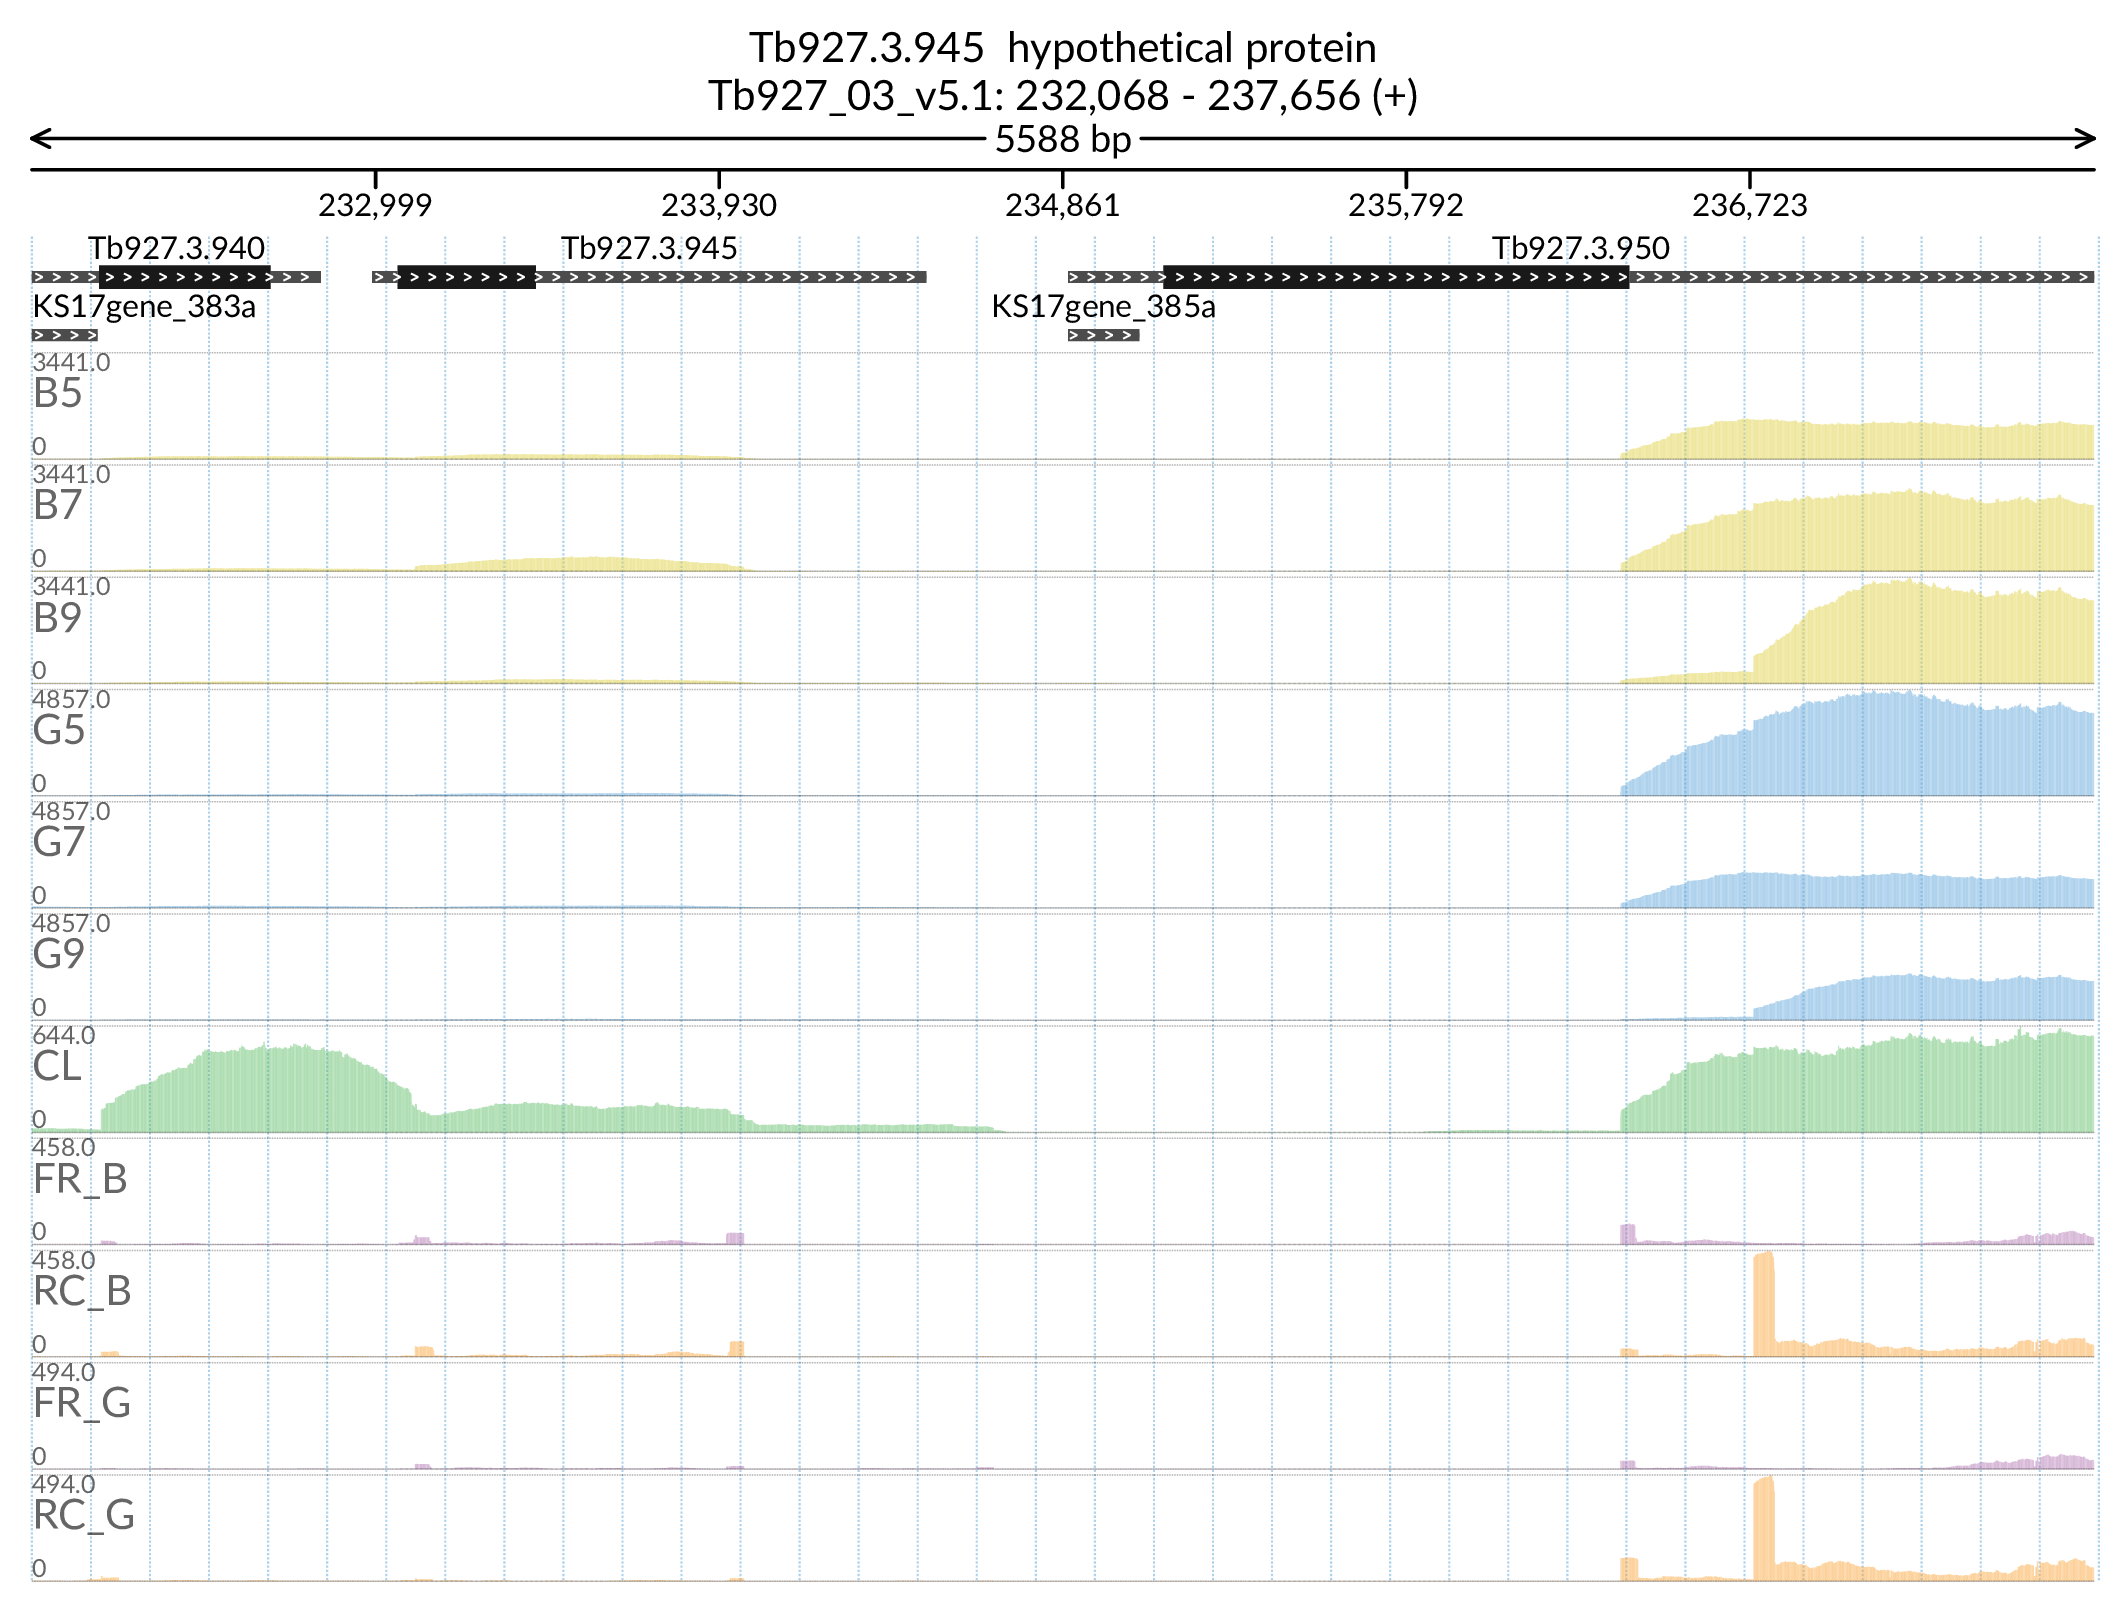 Tb927.3.945  hypothetical protein
Tb927_03_v5.1: 232,068 - 237,656 (+)
5588 bp
232,999 233,930 234,861 235,792 236,723
Tb927.3.940 Tb927.3.945 Tb927.3.950
KS17gene_383a KS17gene_385a
3441.0
B5
0
3441.0
B7
0
3441.0
B9
0
4857.0
G5
0
4857.0
G7
0
4857.0
G9
0
644.0
CL
0
458.0
FR_B
0
458.0
RC_B
0
494.0
FR_G
0
494.0
RC_G
0